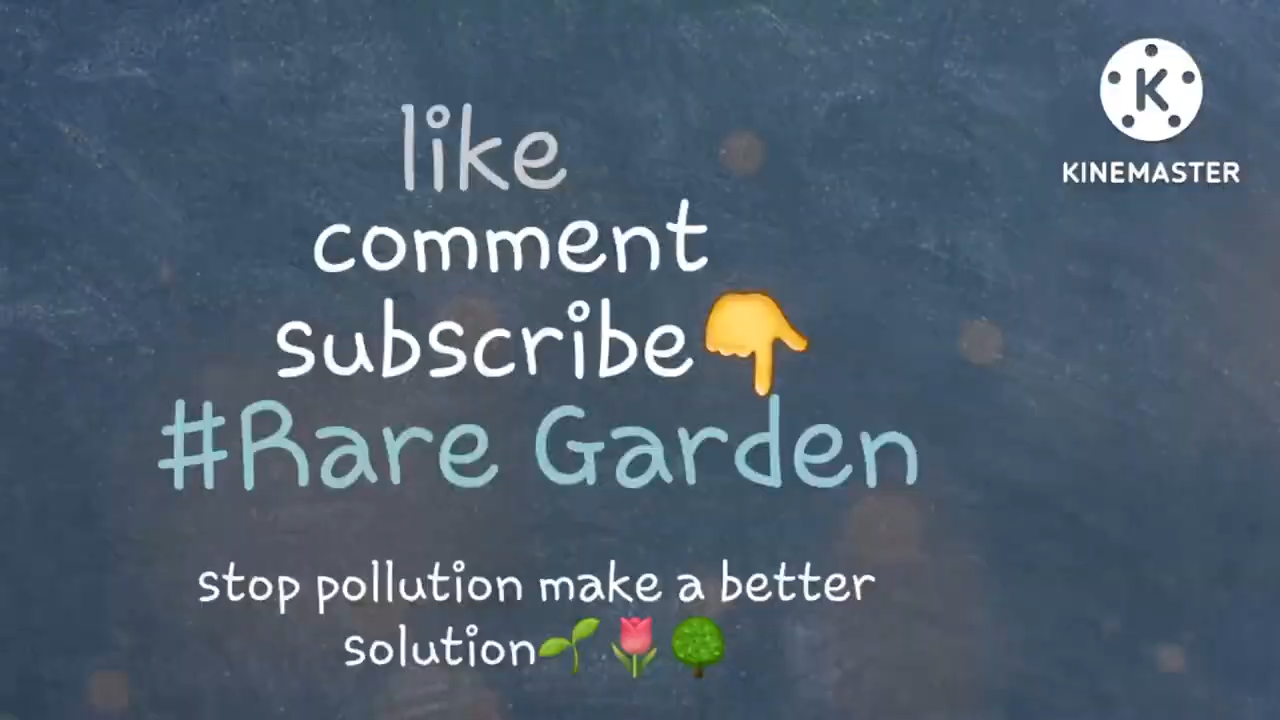 like
comment
subscribe👇
#Rare Garden
stop pollution make a better
solution🌱🌷🌳
K
KINEMASTER